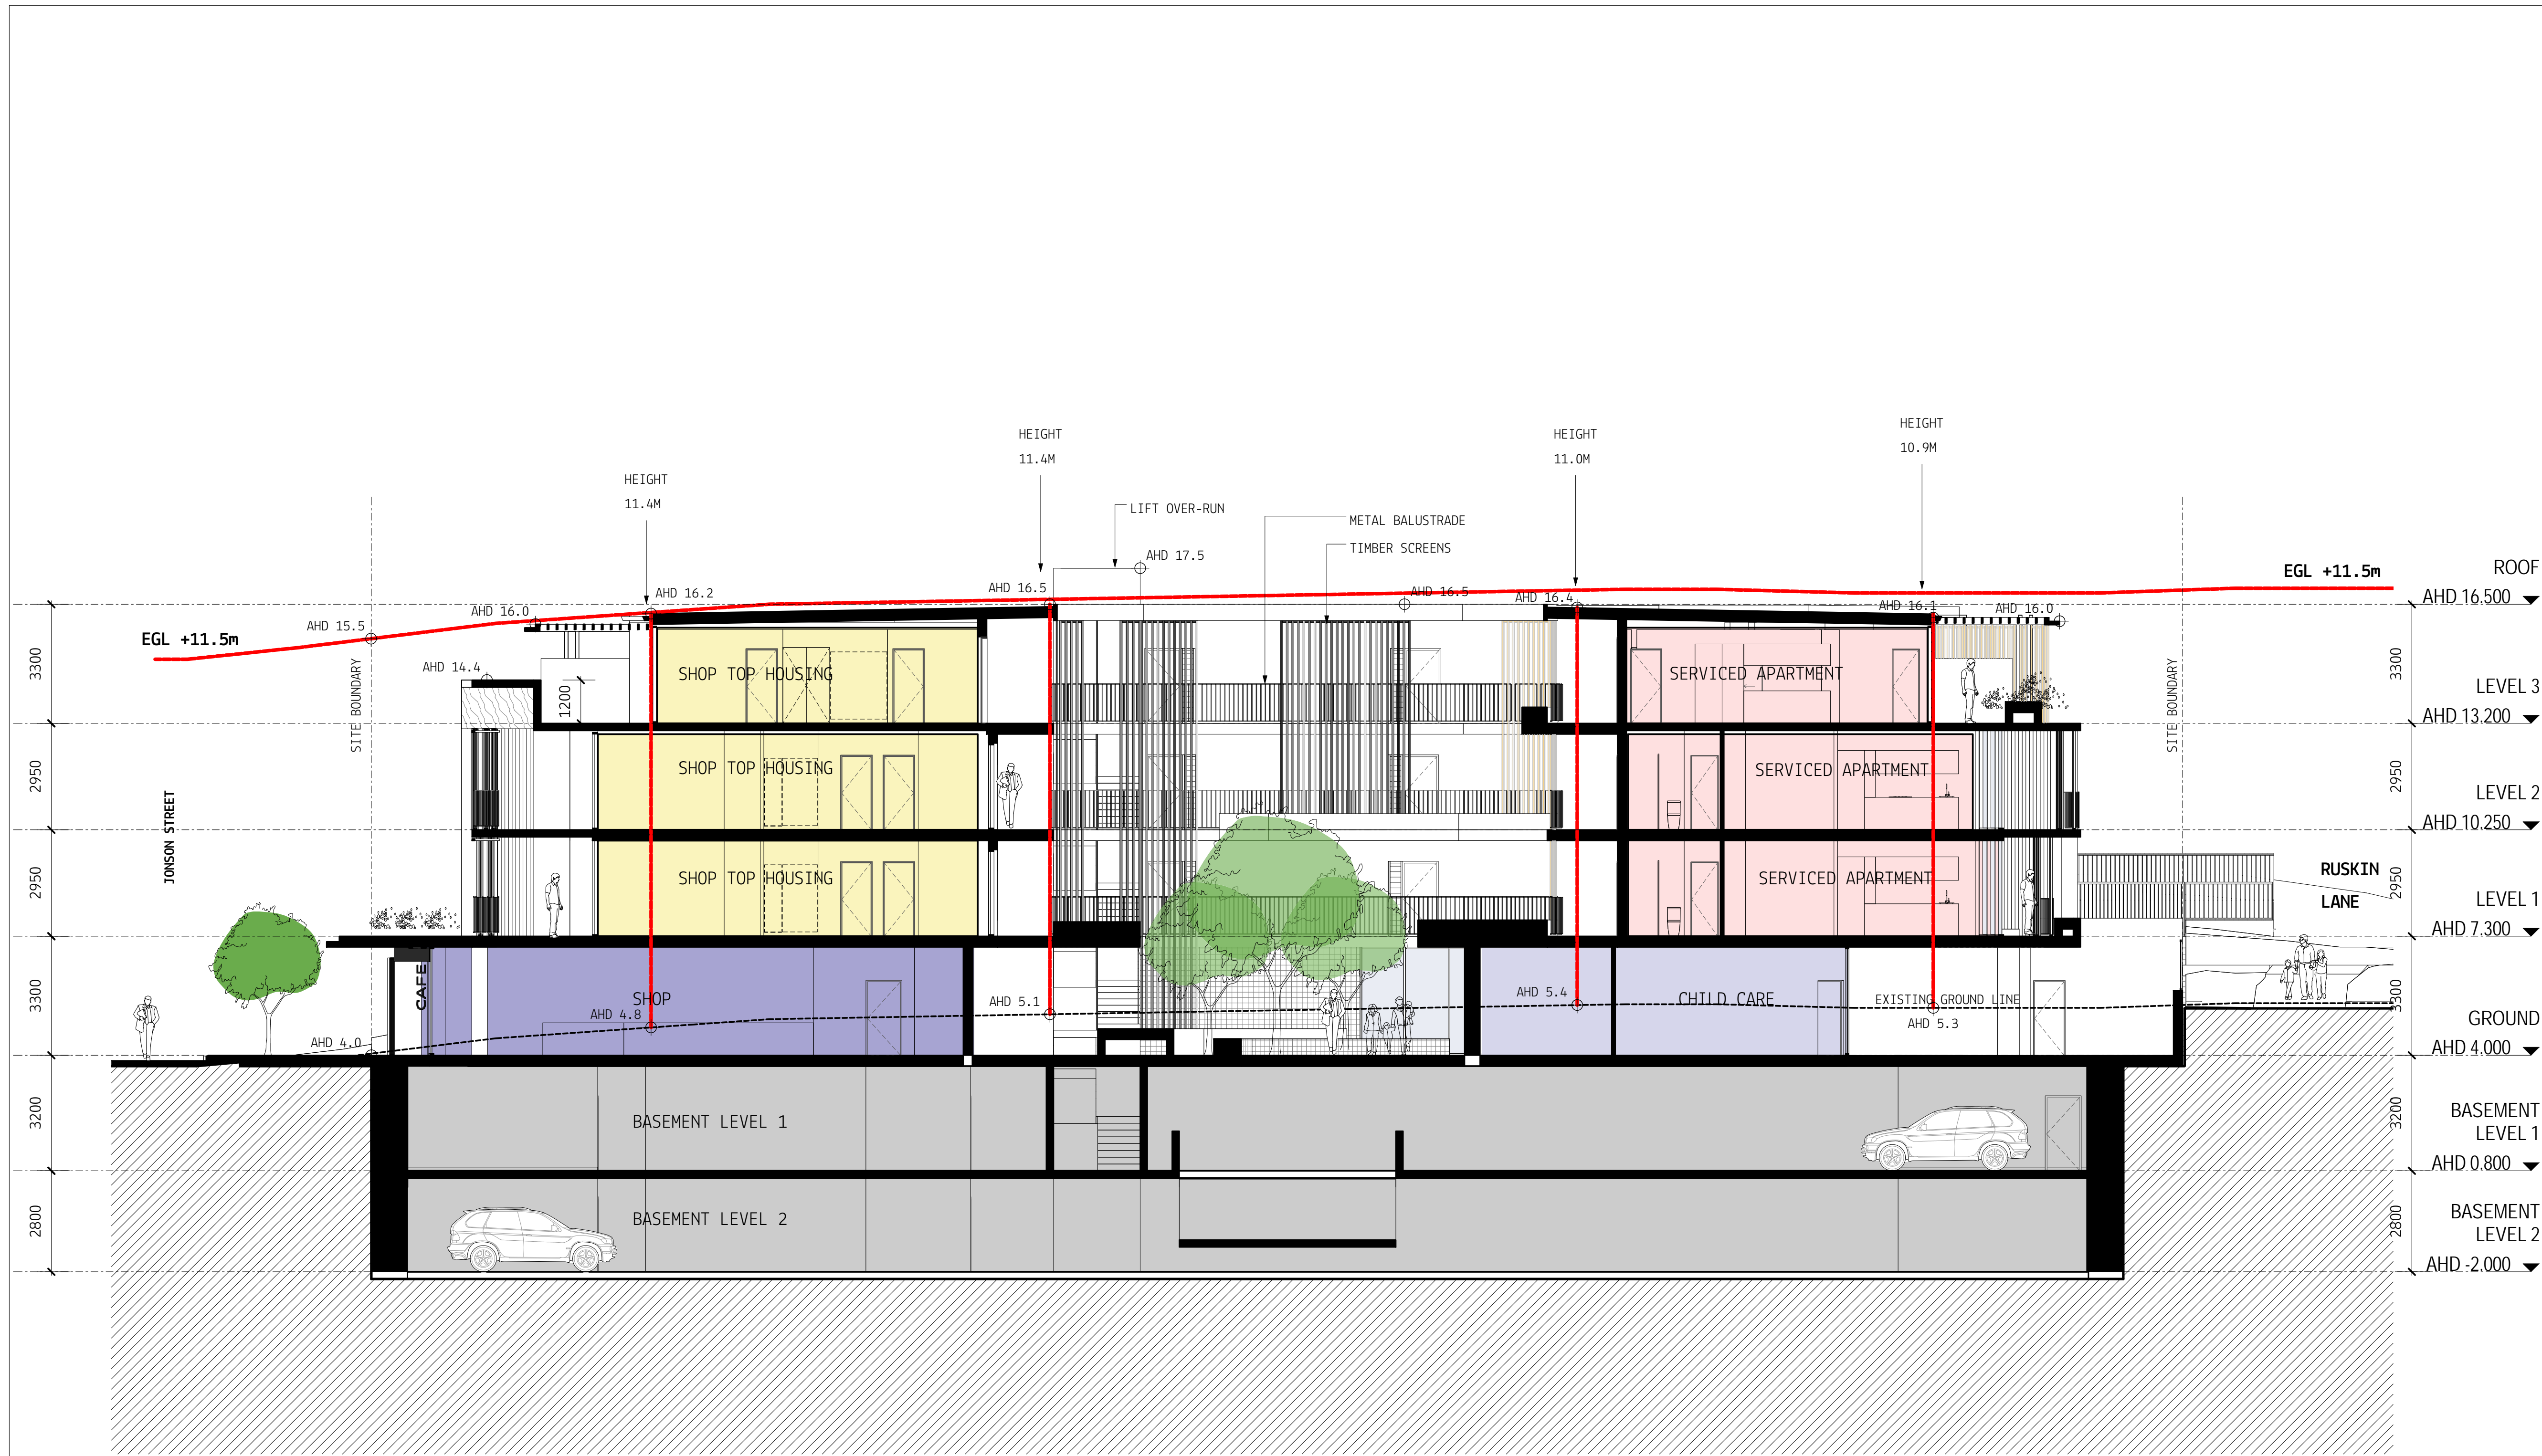 HEIGHT
11.4M
HEIGHT
11.4M
HEIGHT
11.0M
HEIGHT
10.9M
LIFT OVER-RUN
METAL BALUSTRADE
TIMBER SCREENS
AHD 17.5
AHD 16.5
AHD 16.2
AHD 16.0
AHD 15.5
AHD 14.4
AHD 16.5
AHD 16.4
AHD 16.1
AHD 16.0
EGL +11.5m
EGL +11.5m
SITE BOUNDARY
SITE BOUNDARY
JONSON STREET
RUSKIN
LANE
1200
SHOP TOP HOUSING
SERVICED APARTMENT
SHOP TOP HOUSING
SERVICED APARTMENT
SHOP TOP HOUSING
SERVICED APARTMENT
CAFE
SHOP
AHD 4.8
AHD 4.0
AHD 5.1
AHD 5.4
CHILD CARE
EXISTING GROUND LINE
AHD 5.3
BASEMENT LEVEL 1
BASEMENT LEVEL 2
3300
2950
2950
3300
3200
2800
3300
2950
2950
3300
3200
2800
ROOF
AHD 16.500
LEVEL 3
AHD 13.200
LEVEL 2
AHD 10.250
LEVEL 1
AHD 7.300
GROUND
AHD 4.000
BASEMENT
LEVEL 1
AHD 0.800
BASEMENT
LEVEL 2
AHD -2.000